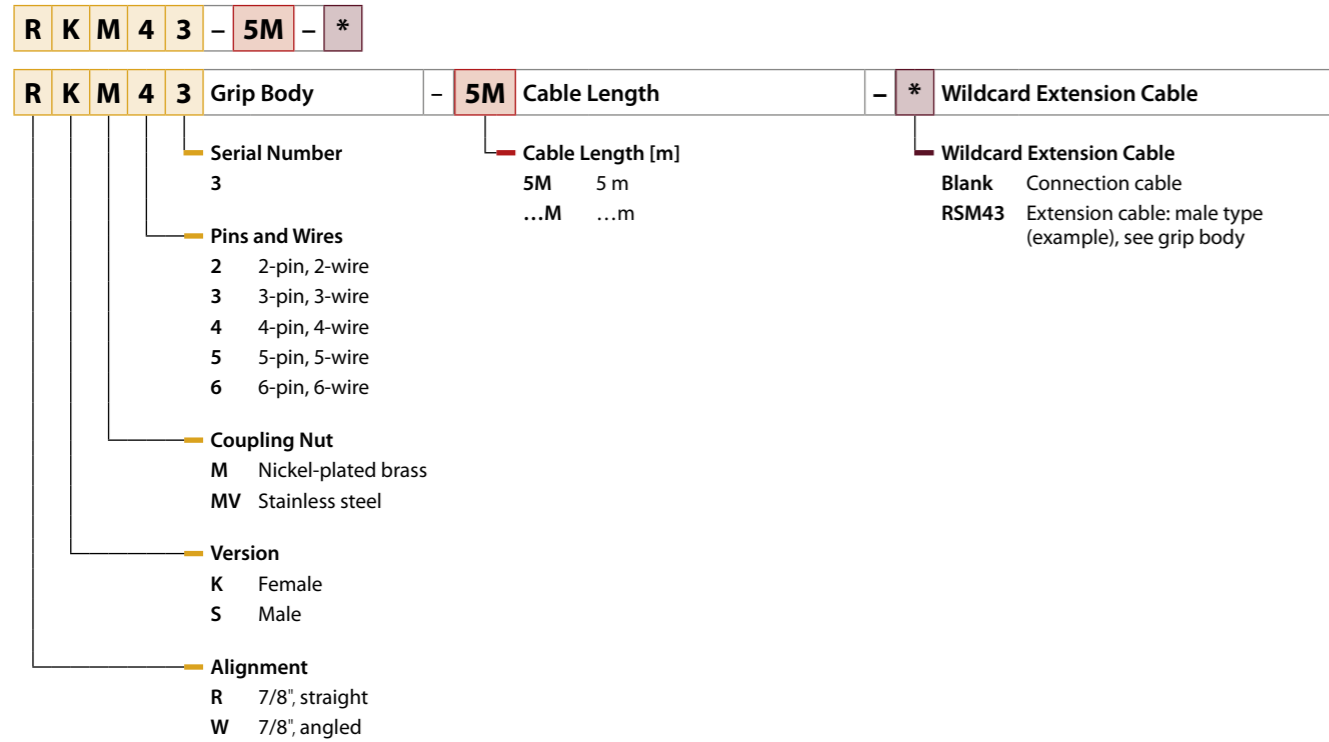 R K M 4 3 – 5M – *
R K M 4 3 Grip Body – 5M Cable Length – * Wildcard Extension Cable
Serial Number
3
Pins and Wires
2 2-pin, 2-wire
3 3-pin, 3-wire
4 4-pin, 4-wire
5 5-pin, 5-wire
6 6-pin, 6-wire
Coupling Nut
M Nickel-plated brass
MV Stainless steel
Version
K Female
S Male
Alignment
R 7/8", straight
W 7/8", angled
Cable Length [m]
5M 5 m
…M …m
Wildcard Extension Cable
Blank Connection cable
RSM43 Extension cable: male type
(example), see grip body